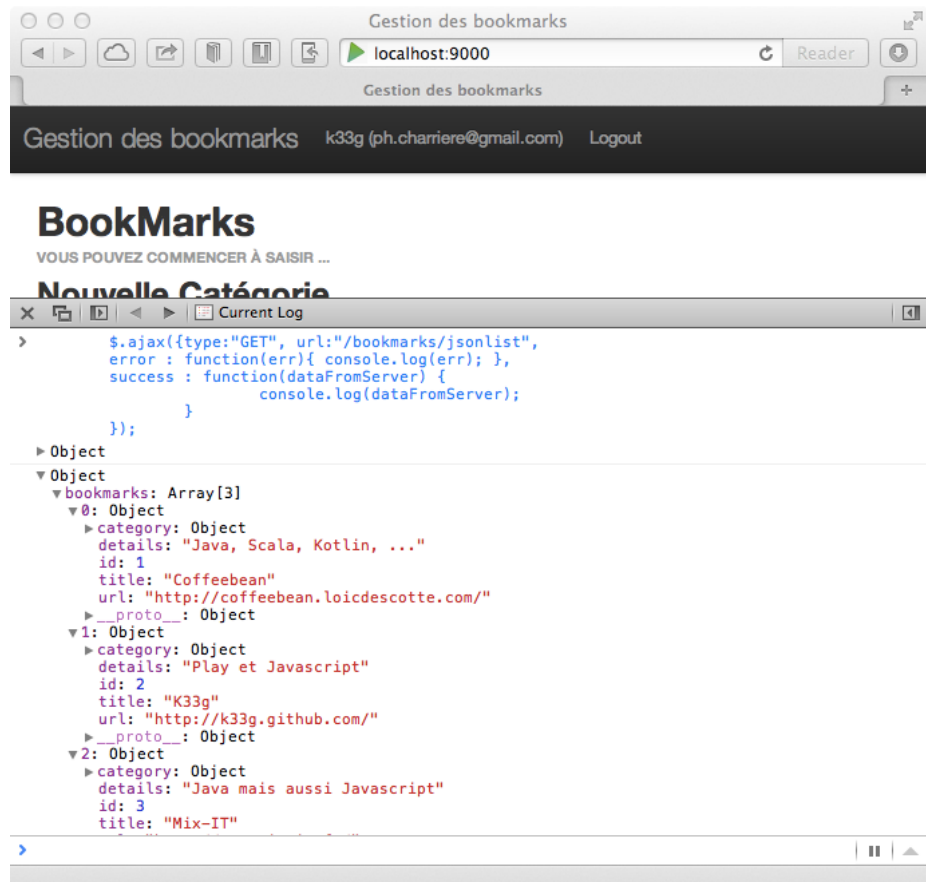 Gestion des bookmarks
localhost:9000
Reader
Gestion des bookmarks
Gestion des bookmarks k33g (ph.charriere@gmail.com) Logout
BookMarks
VOUS POUVEZ COMMENCER À SAISIR ...
Nouvelle Catégorie
Current Log
$.ajax({type:"GET", url:"/bookmarks/jsonlist",
error : function(err){ console.log(err); },
success : function(dataFromServer) {
console.log(dataFromServer);
}
});
Object
Object
bookmarks: Array[3]
0: Object
category: Object
details: "Java, Scala, Kotlin, ..."
id: 1
title: "Coffeebean"
url: "http://coffeebean.loicdescotte.com/"
__proto__: Object
1: Object
category: Object
details: "Play et Javascript"
id: 2
title: "K33g"
url: "http://k33g.github.com/"
__proto__: Object
2: Object
category: Object
details: "Java mais aussi Javascript"
id: 3
title: "Mix-IT"